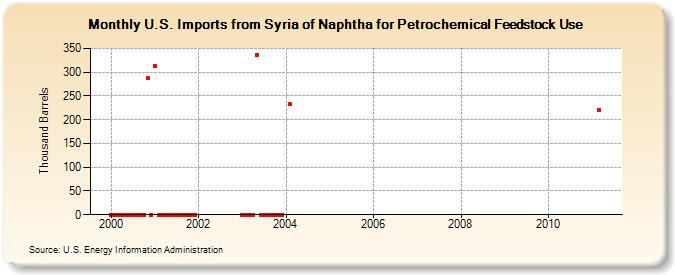 Monthly U.S. Imports from Syria of Naphtha for Petrochemical Feedstock Use
Thousand Barrels
350
300
250
200
150
100
50
0
2000 2002 2004 2006 2008 2010
Source: U.S. Energy Information Administration